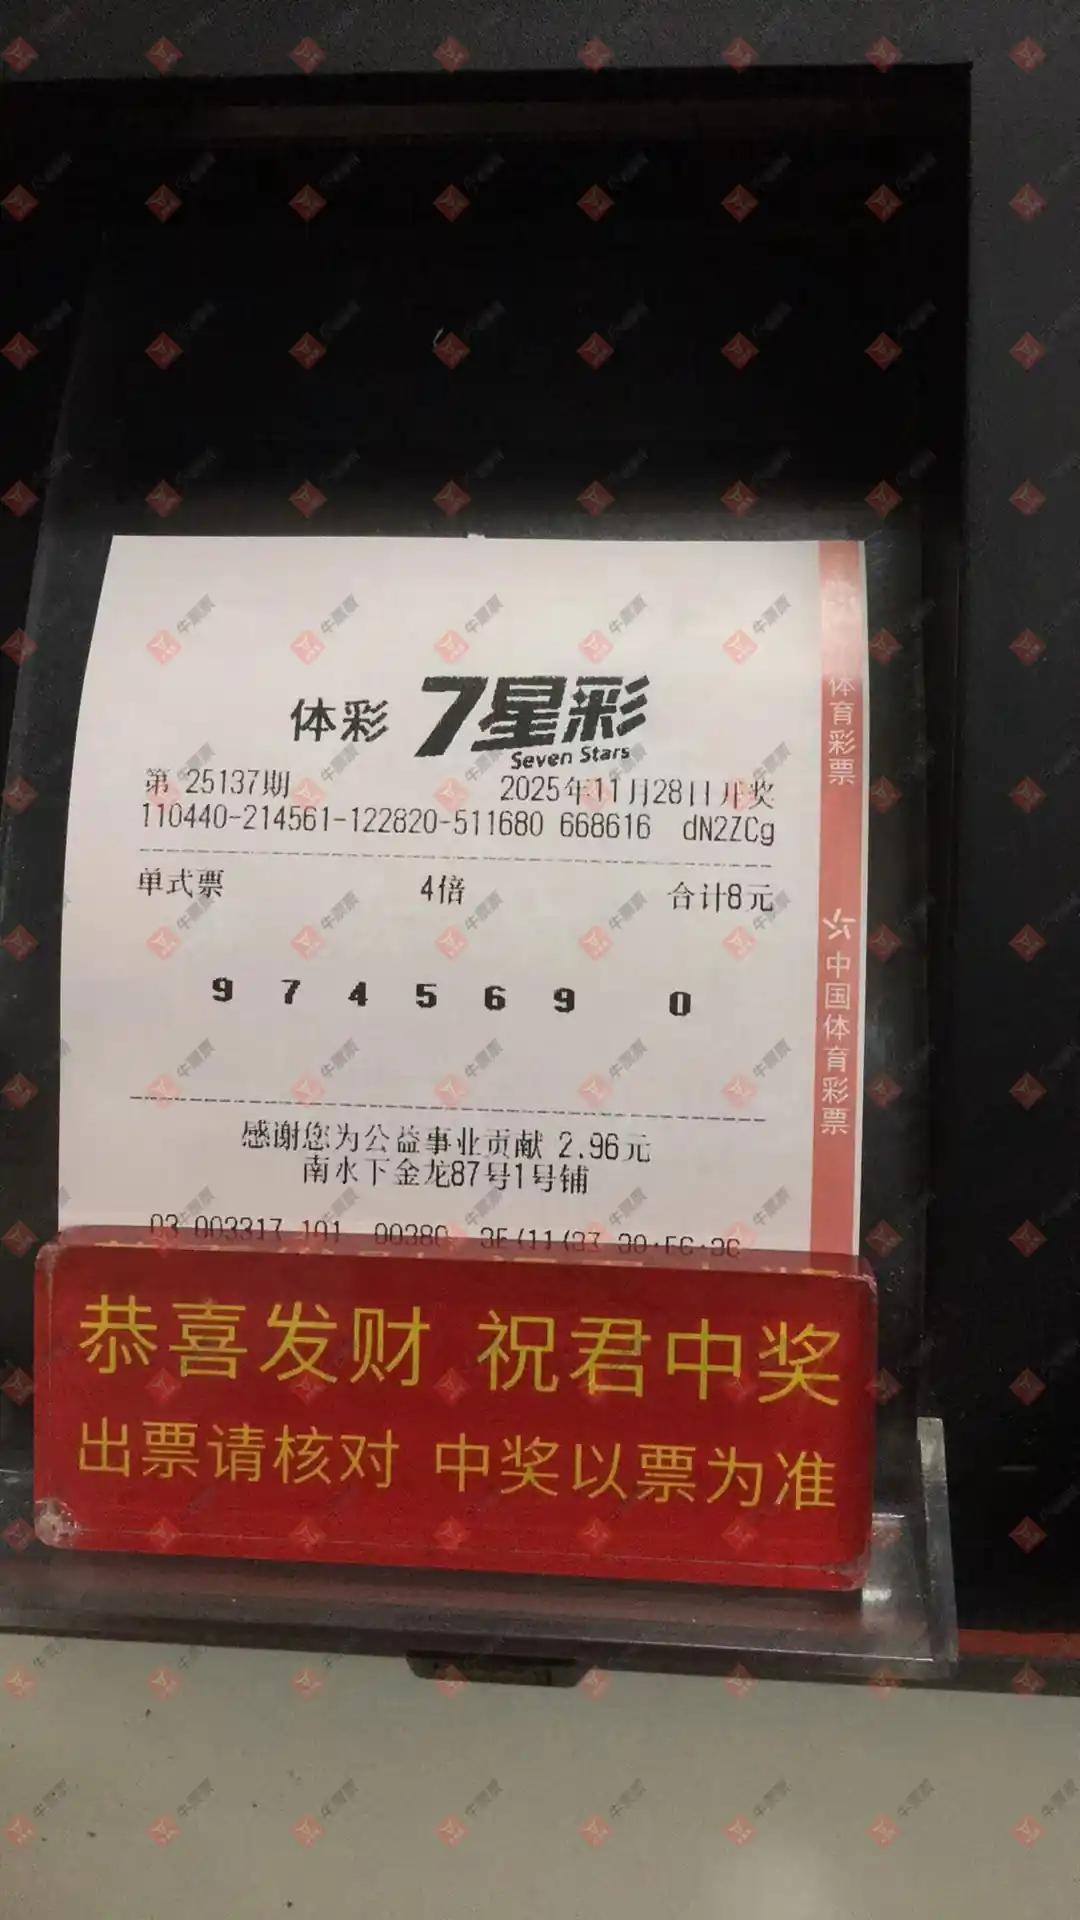 体彩 7星彩
Seven Stars
第 25137期 2025年11月28日开奖
110440-214561-122820-511680 668616 dN2ZCg
单式票 4倍 合计8元
9 7 4 5 6 9 0
感谢您为公益事业贡献 2.96元
南水下金龙87号1号铺
体育彩票
中国体育彩票
恭喜发财 祝君中奖
出票请核对 中奖以票为准
牛票票